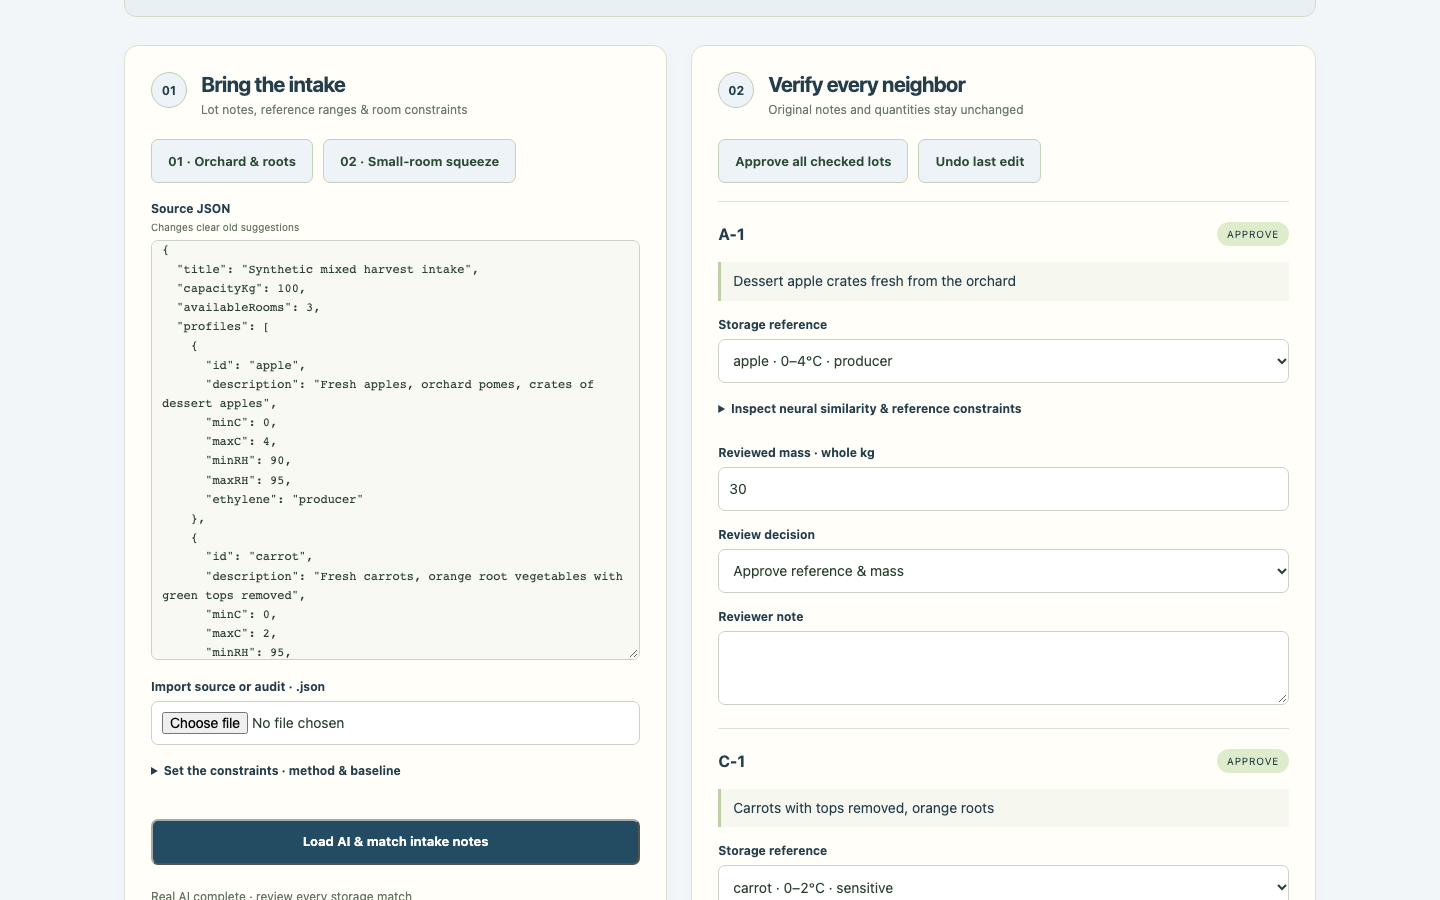 01
Bring the intake
Lot notes, reference ranges & room constraints
01 · Orchard & roots
02 · Small-room squeeze
Source JSON
Changes clear old suggestions
{
"title": "Synthetic mixed harvest intake",
"capacityKg": 100,
"availableRooms": 3,
"profiles": [
{
"id": "apple",
"description": "Fresh apples, orchard pomes, crates of
dessert apples",
"minC": 0,
"maxC": 4,
"minRH": 90,
"maxRH": 95,
"ethylene": "producer"
},
{
"id": "carrot",
"description": "Fresh carrots, orange root vegetables with
green tops removed",
"minC": 0,
"maxC": 2,
"minRH": 95,
Import source or audit · .json
Choose file No file chosen
Set the constraints · method & baseline
Load AI & match intake notes
Real AI complete · review every storage match
02
Verify every neighbor
Original notes and quantities stay unchanged
Approve all checked lots
Undo last edit
A-1
APPROVE
Dessert apple crates fresh from the orchard
Storage reference
apple · 0–4°C · producer
Inspect neural similarity & reference constraints
Reviewed mass · whole kg
30
Review decision
Approve reference & mass
Reviewer note
C-1
APPROVE
Carrots with tops removed, orange roots
Storage reference
carrot · 0–2°C · sensitive